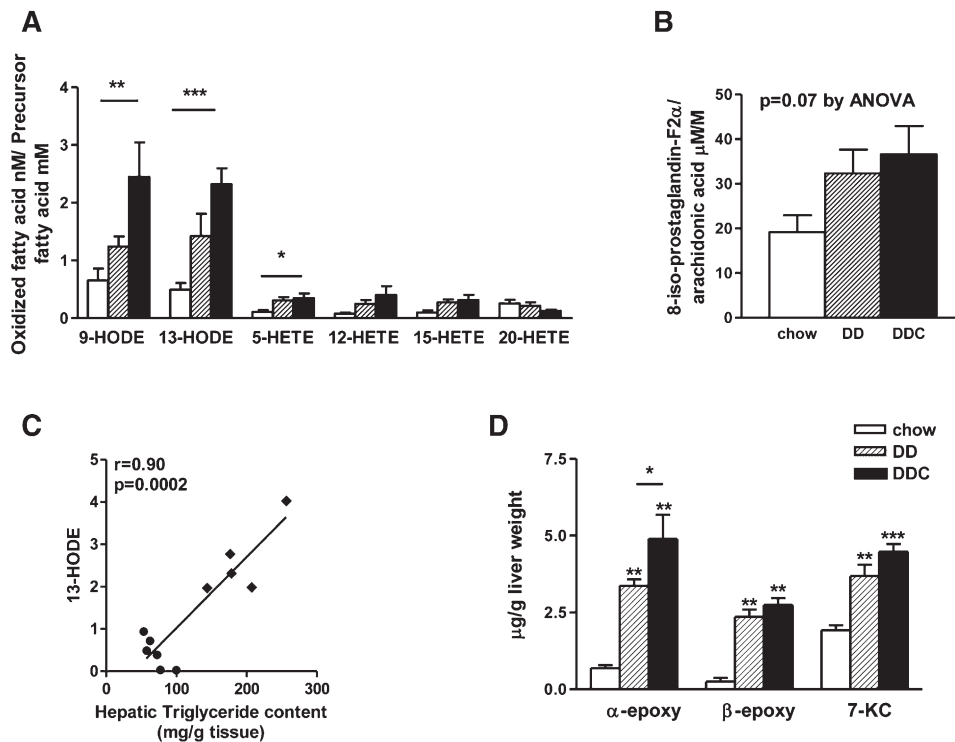 A
Oxidized fatty acid nM/ Precursor
fatty acid mM
4
3
2
1
0
**
***
*
9-HODE 13-HODE 5-HETE 12-HETE 15-HETE 20-HETE
B
8-iso-prostaglandin-F2α/
arachidonic acid μM/M
p=0.07 by ANOVA
50
40
30
20
10
0
chow DD DDC
C
r=0.90
p=0.0002
13-HODE
5
4
3
2
1
0
0 100 200 300
Hepatic Triglyceride content
(mg/g tissue)
D
chow
DD
DDC
μg/g liver weight
7.5
5.0
2.5
0.0
*
** ** ** ** ** ***
α-epoxy β-epoxy 7-KC